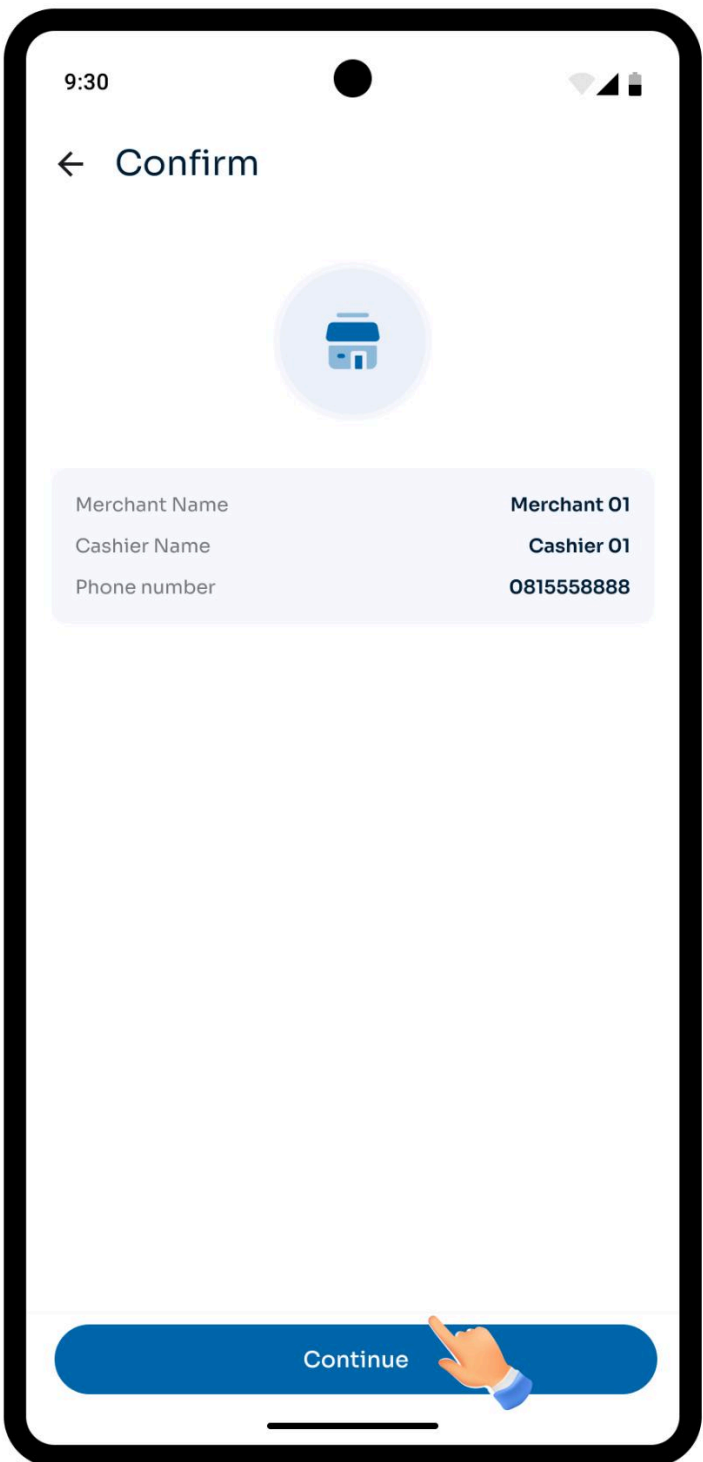 9:30
Confirm
Merchant Name Merchant 01
Cashier Name Cashier 01
Phone number 0815558888
Continue